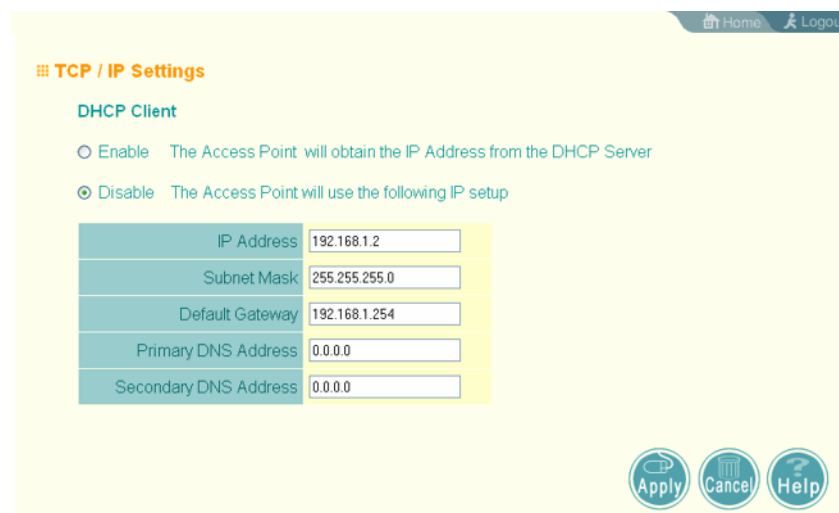 Home Logou
TCP / IP Settings
DHCP Client
Enable The Access Point will obtain the IP Address from the DHCP Server
Disable The Access Point will use the following IP setup
IP Address 192.168.1.2
Subnet Mask 255.255.255.0
Default Gateway 192.168.1.254
Primary DNS Address 0.0.0.0
Secondary DNS Address 0.0.0.0
Apply Cancel Help